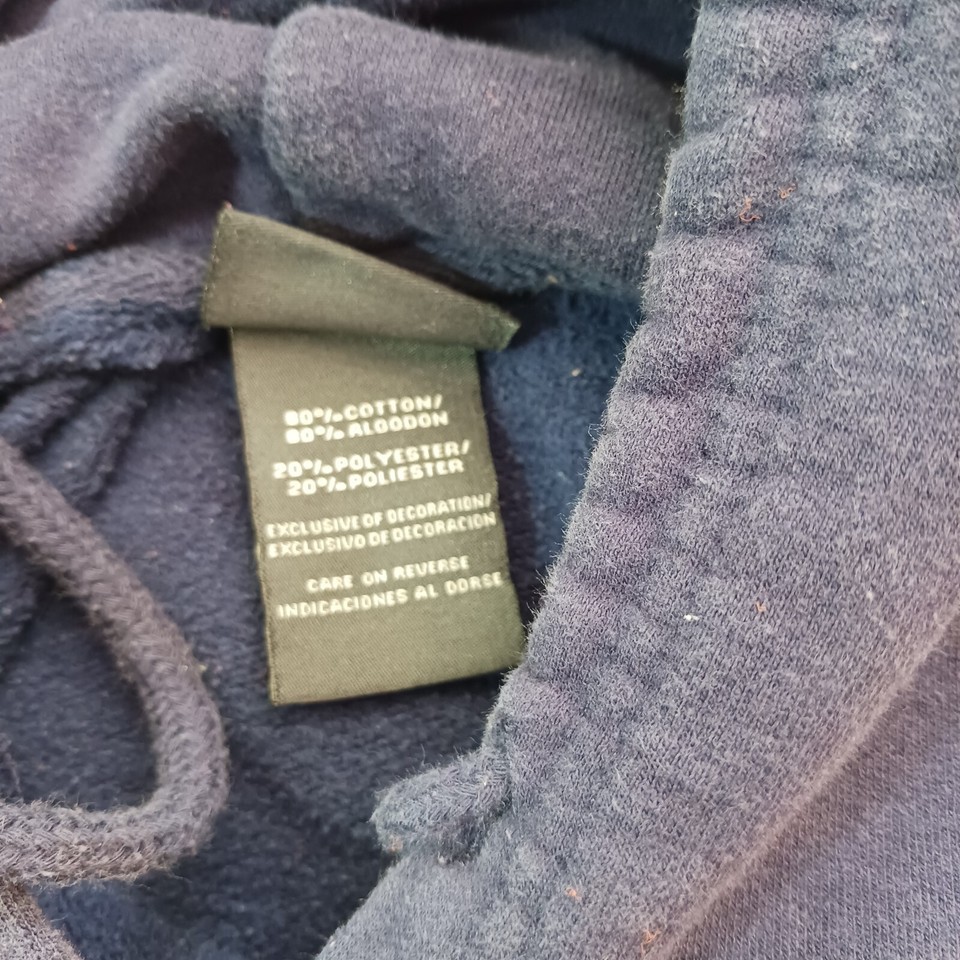 80% COTTON/
80% ALGODON
20% POLYESTER/
20% POLIESTER
EXCLUSIVE OF DECORATION/
EXCLUSIVO DE DECORACION
CARE ON REVERSE
INDICACIONES AL DORSE